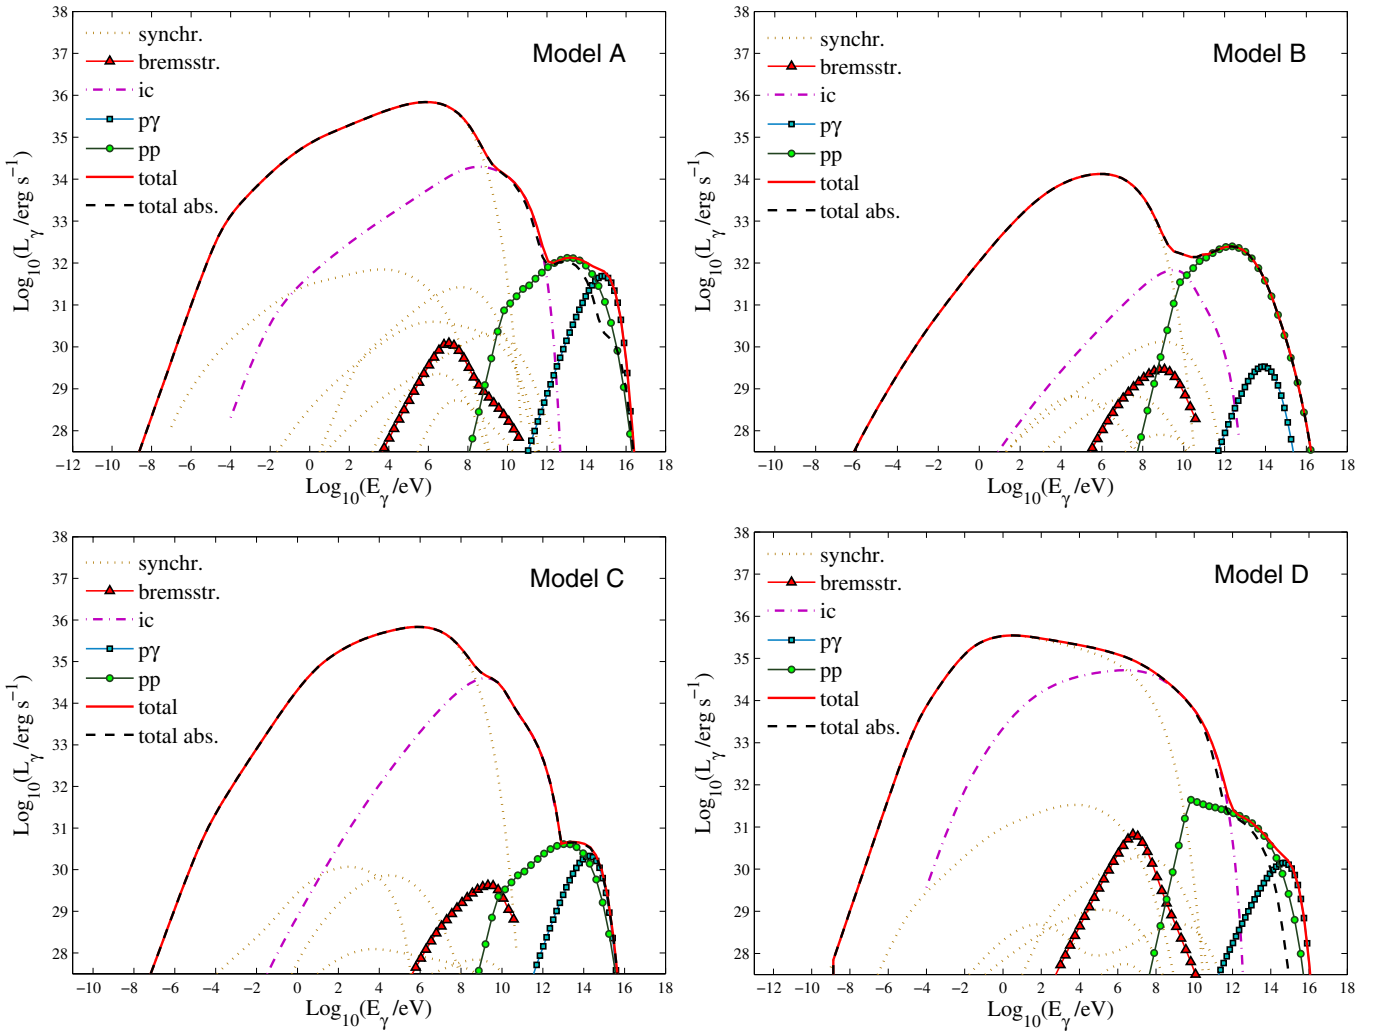 Model A
synchr.
bremsstr.
ic
pγ
pp
total
total abs.
38
37
36
35
34
33
32
31
30
29
28
−12 −10 −8 −6 −4 −2 0 2 4 6 8 10 12 14 16 18
Log10(Lγ /erg s−1)
Log10(Eγ /eV)
Model B
synchr.
bremsstr.
ic
pγ
pp
total
total abs.
38
37
36
35
34
33
32
31
30
29
28
−10 −8 −6 −4 −2 0 2 4 6 8 10 12 14 16 18
Log10(Lγ /erg s−1)
Log10(Eγ /eV)
Model C
synchr.
bremsstr.
ic
pγ
pp
total
total abs.
38
37
36
35
34
33
32
31
30
29
28
−10 −8 −6 −4 −2 0 2 4 6 8 10 12 14 16 18
Log10(Lγ /erg s−1)
Log10(Eγ /eV)
Model D
synchr.
bremsstr.
ic
pγ
pp
total
total abs.
38
37
36
35
34
33
32
31
30
29
28
−12 −10 −8 −6 −4 −2 0 2 4 6 8 10 12 14 16 18
Log10(Lγ /erg s−1)
Log10(Eγ /eV)